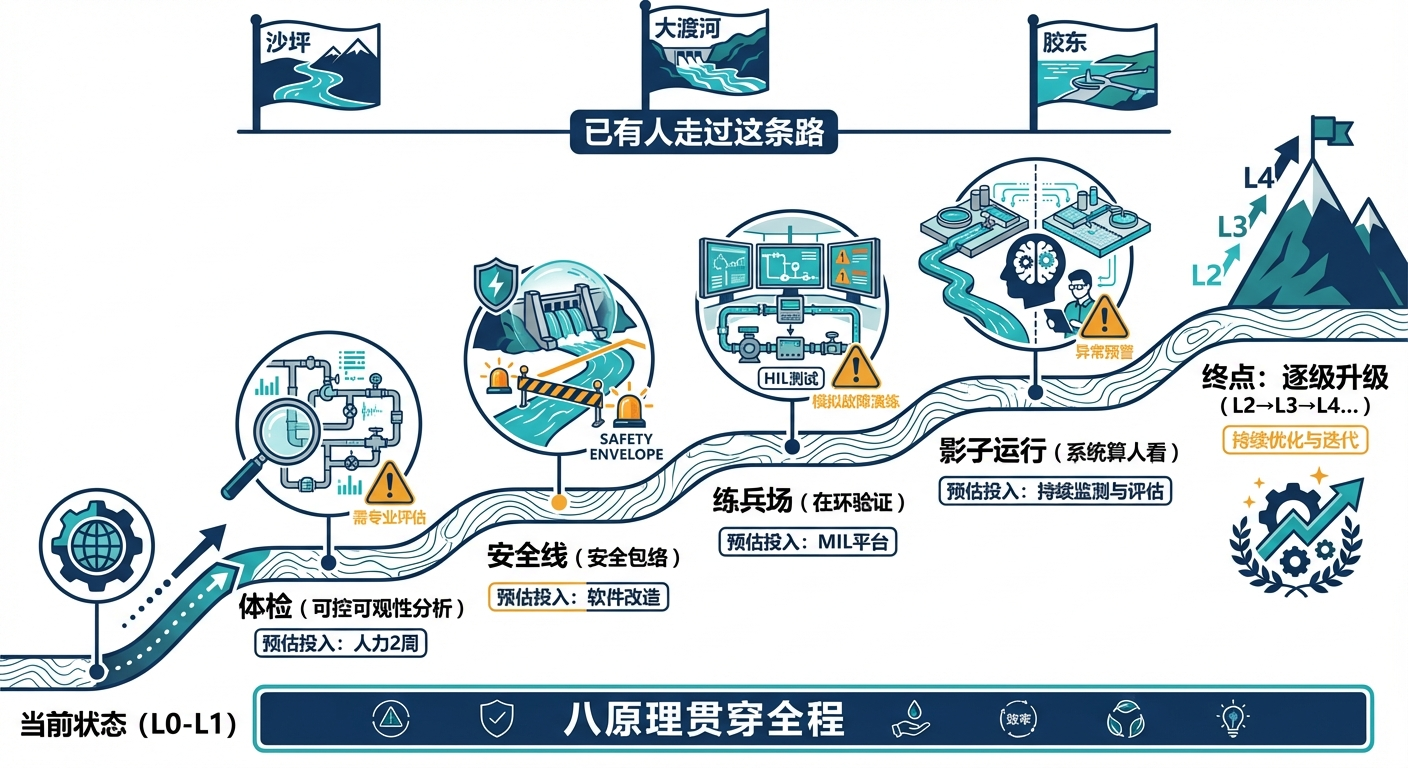 沙坪
大渡河
胶东
已有人走过这条路
L4
L3
L2
HIL测试
模拟故障演练
异常预警
SAFETY
ENVELOPE
需专业评估
终点：逐级升级
（L2→L3→L4...）
持续优化与迭代
影子运行（系统算人看）
预估投入：持续监测与评估
练兵场（在环验证）
预估投入：MIL平台
安全线（安全包络）
预估投入：软件改造
体检（可控可观性分析）
预估投入：人力2周
当前状态（L0-L1）
八原理贯穿全程